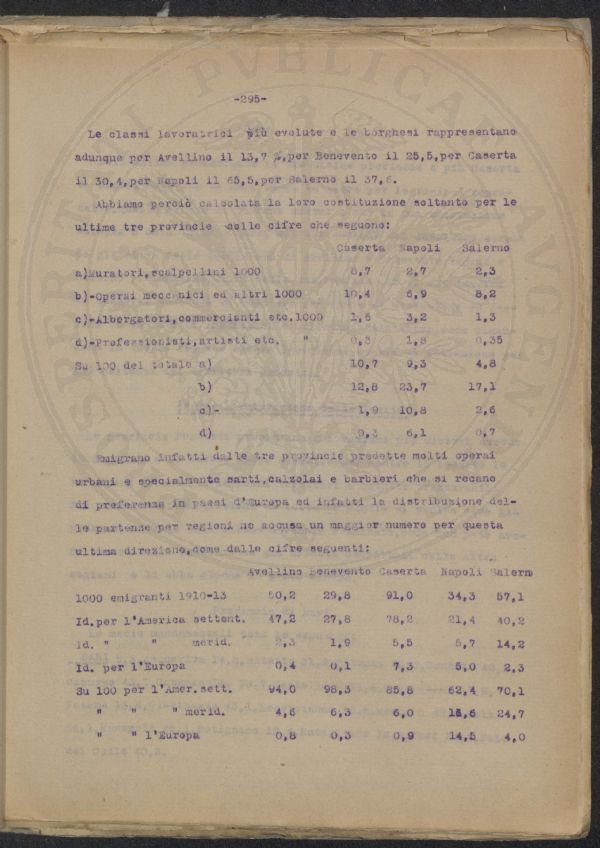 -295-
Le classi lavoratrici più evolute e le borghesi rappresentano
adunque per Avellino il 13,7 %,per Benevento il 25,5,per Caserta
il 30,4,per Napoli il 65,5,per Salerno il 37,6.
Abbiamo perciò calcolata la loro costituzione soltanto per le
ultime tre provincie colle cifre che seguono:
Caserta Napoli Salerno
a)Muratori,scalpellini 1000 8,7 2,7 2,3
b)-Operai meccanici ed altri 1000 10,4 6,9 8,2
c)-Albergatori,commercianti etc.1000 1,6 3,2 1,3
d)-Professionisti,artisti etc. " 0,3 1,8 0,35
Su 100 del totale a) 10,7 9,3 4,8
b) 12,8 23,7 17,1
c)- 1,9 10,8 2,6
d) 0,3 6,1 0,7
Emigrano infatti dalle tre provincie predette molti operai
urbani e specialmente sarti,calzolai e barbieri che si recano
di preferenza in paesi d'Europa ed infatti la distribuzione del-
le partenze per regioni ne accusa un maggior numero per questa
ultima direzione,come dalle cifre seguenti:
Avellino Benevento Caserta Napoli Salerno
1000 emigranti 1910-13 50,2 29,8 91,0 34,3 57,1
Id.per l'America settent. 47,2 27,8 78,2 21,4 40,2
Id. " " merid. 2,3 1,9 5,5 5,7 14,2
Id. per l'Europa 0,4 0,1 7,3 5,0 2,3
Su 100 per l'Amer.sett. 94,0 98,3 85,8 62,4 70,1
" " " merid. 4,6 6,3 6,0 16,6 24,7
" " l'Europa 0,8 0,3 0,9 14,5 4,0